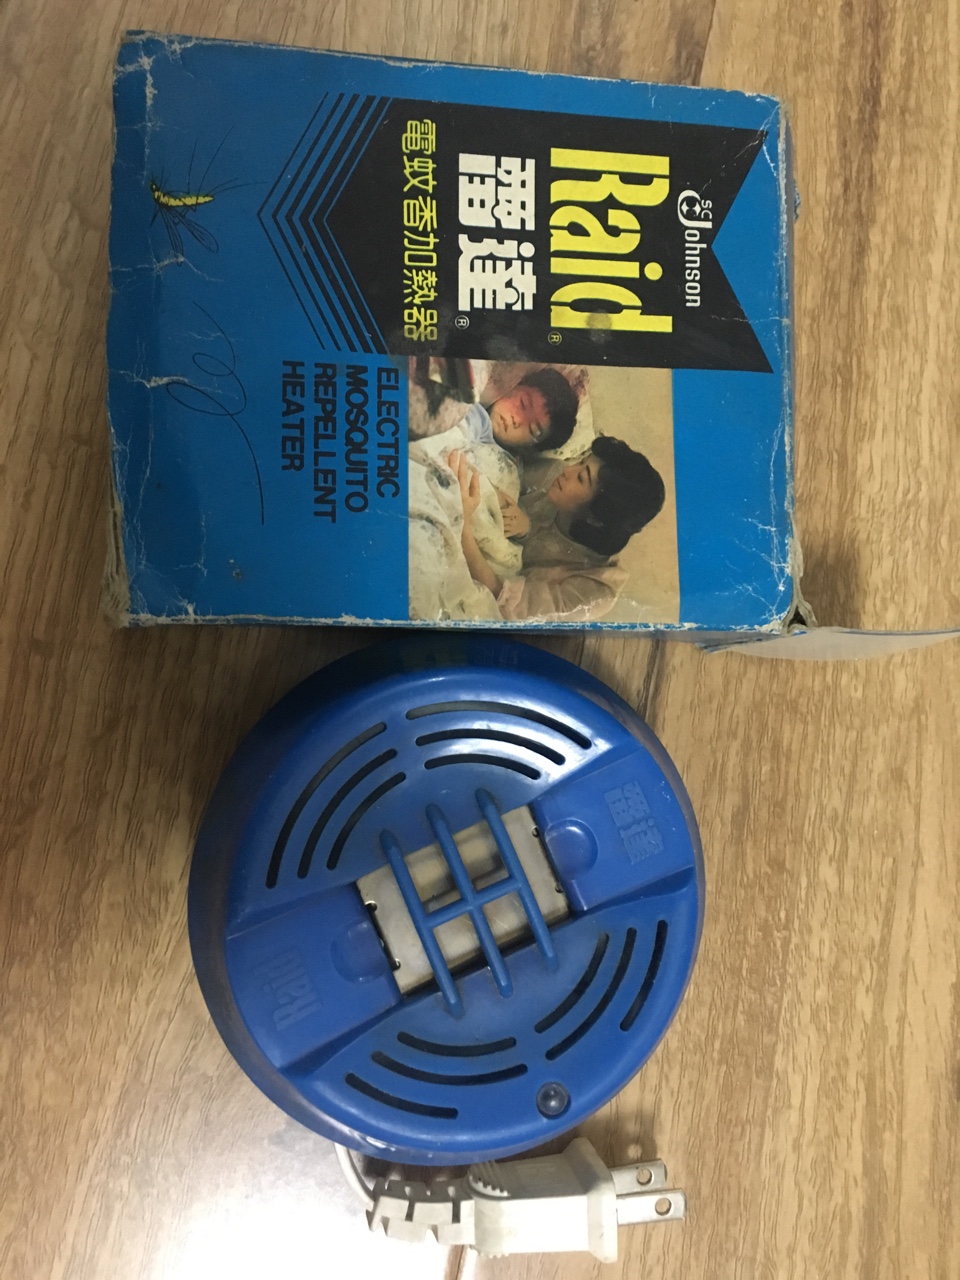 SC Johnson
Raid®
雷達®
電蚊香加熱器
ELECTRIC
MOSQUITO
REPELLENT
HEATER
雷達
Raid